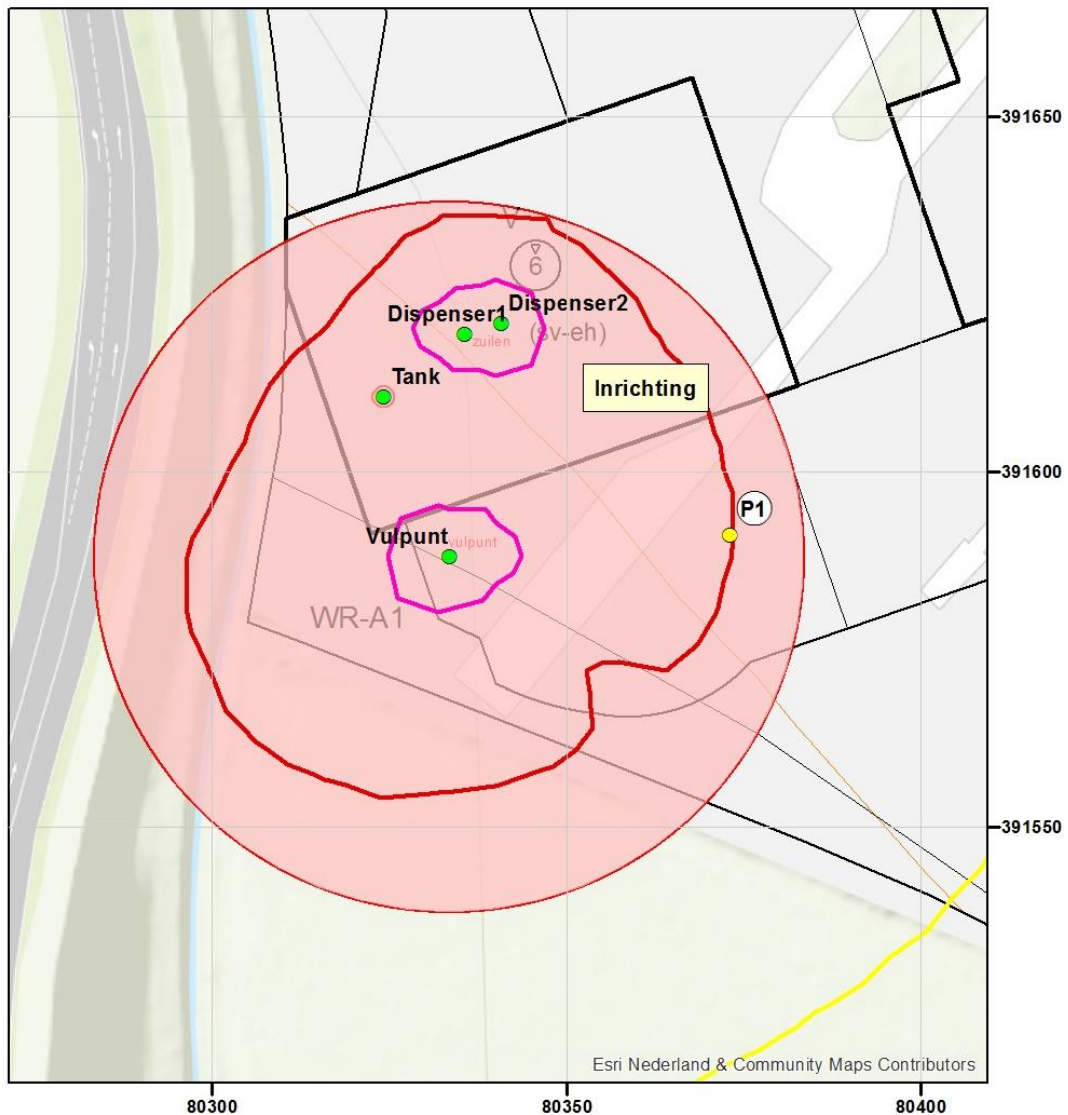 391650
V
6
Dispenser2
Dispenser1
(sv-eh)
zuilen
Tank
Inrichting
391600
P1
Vulpunt
vulpunt
WR-A1
391550
Esri Nederland & Community Maps Contributors
80300
80350
80400